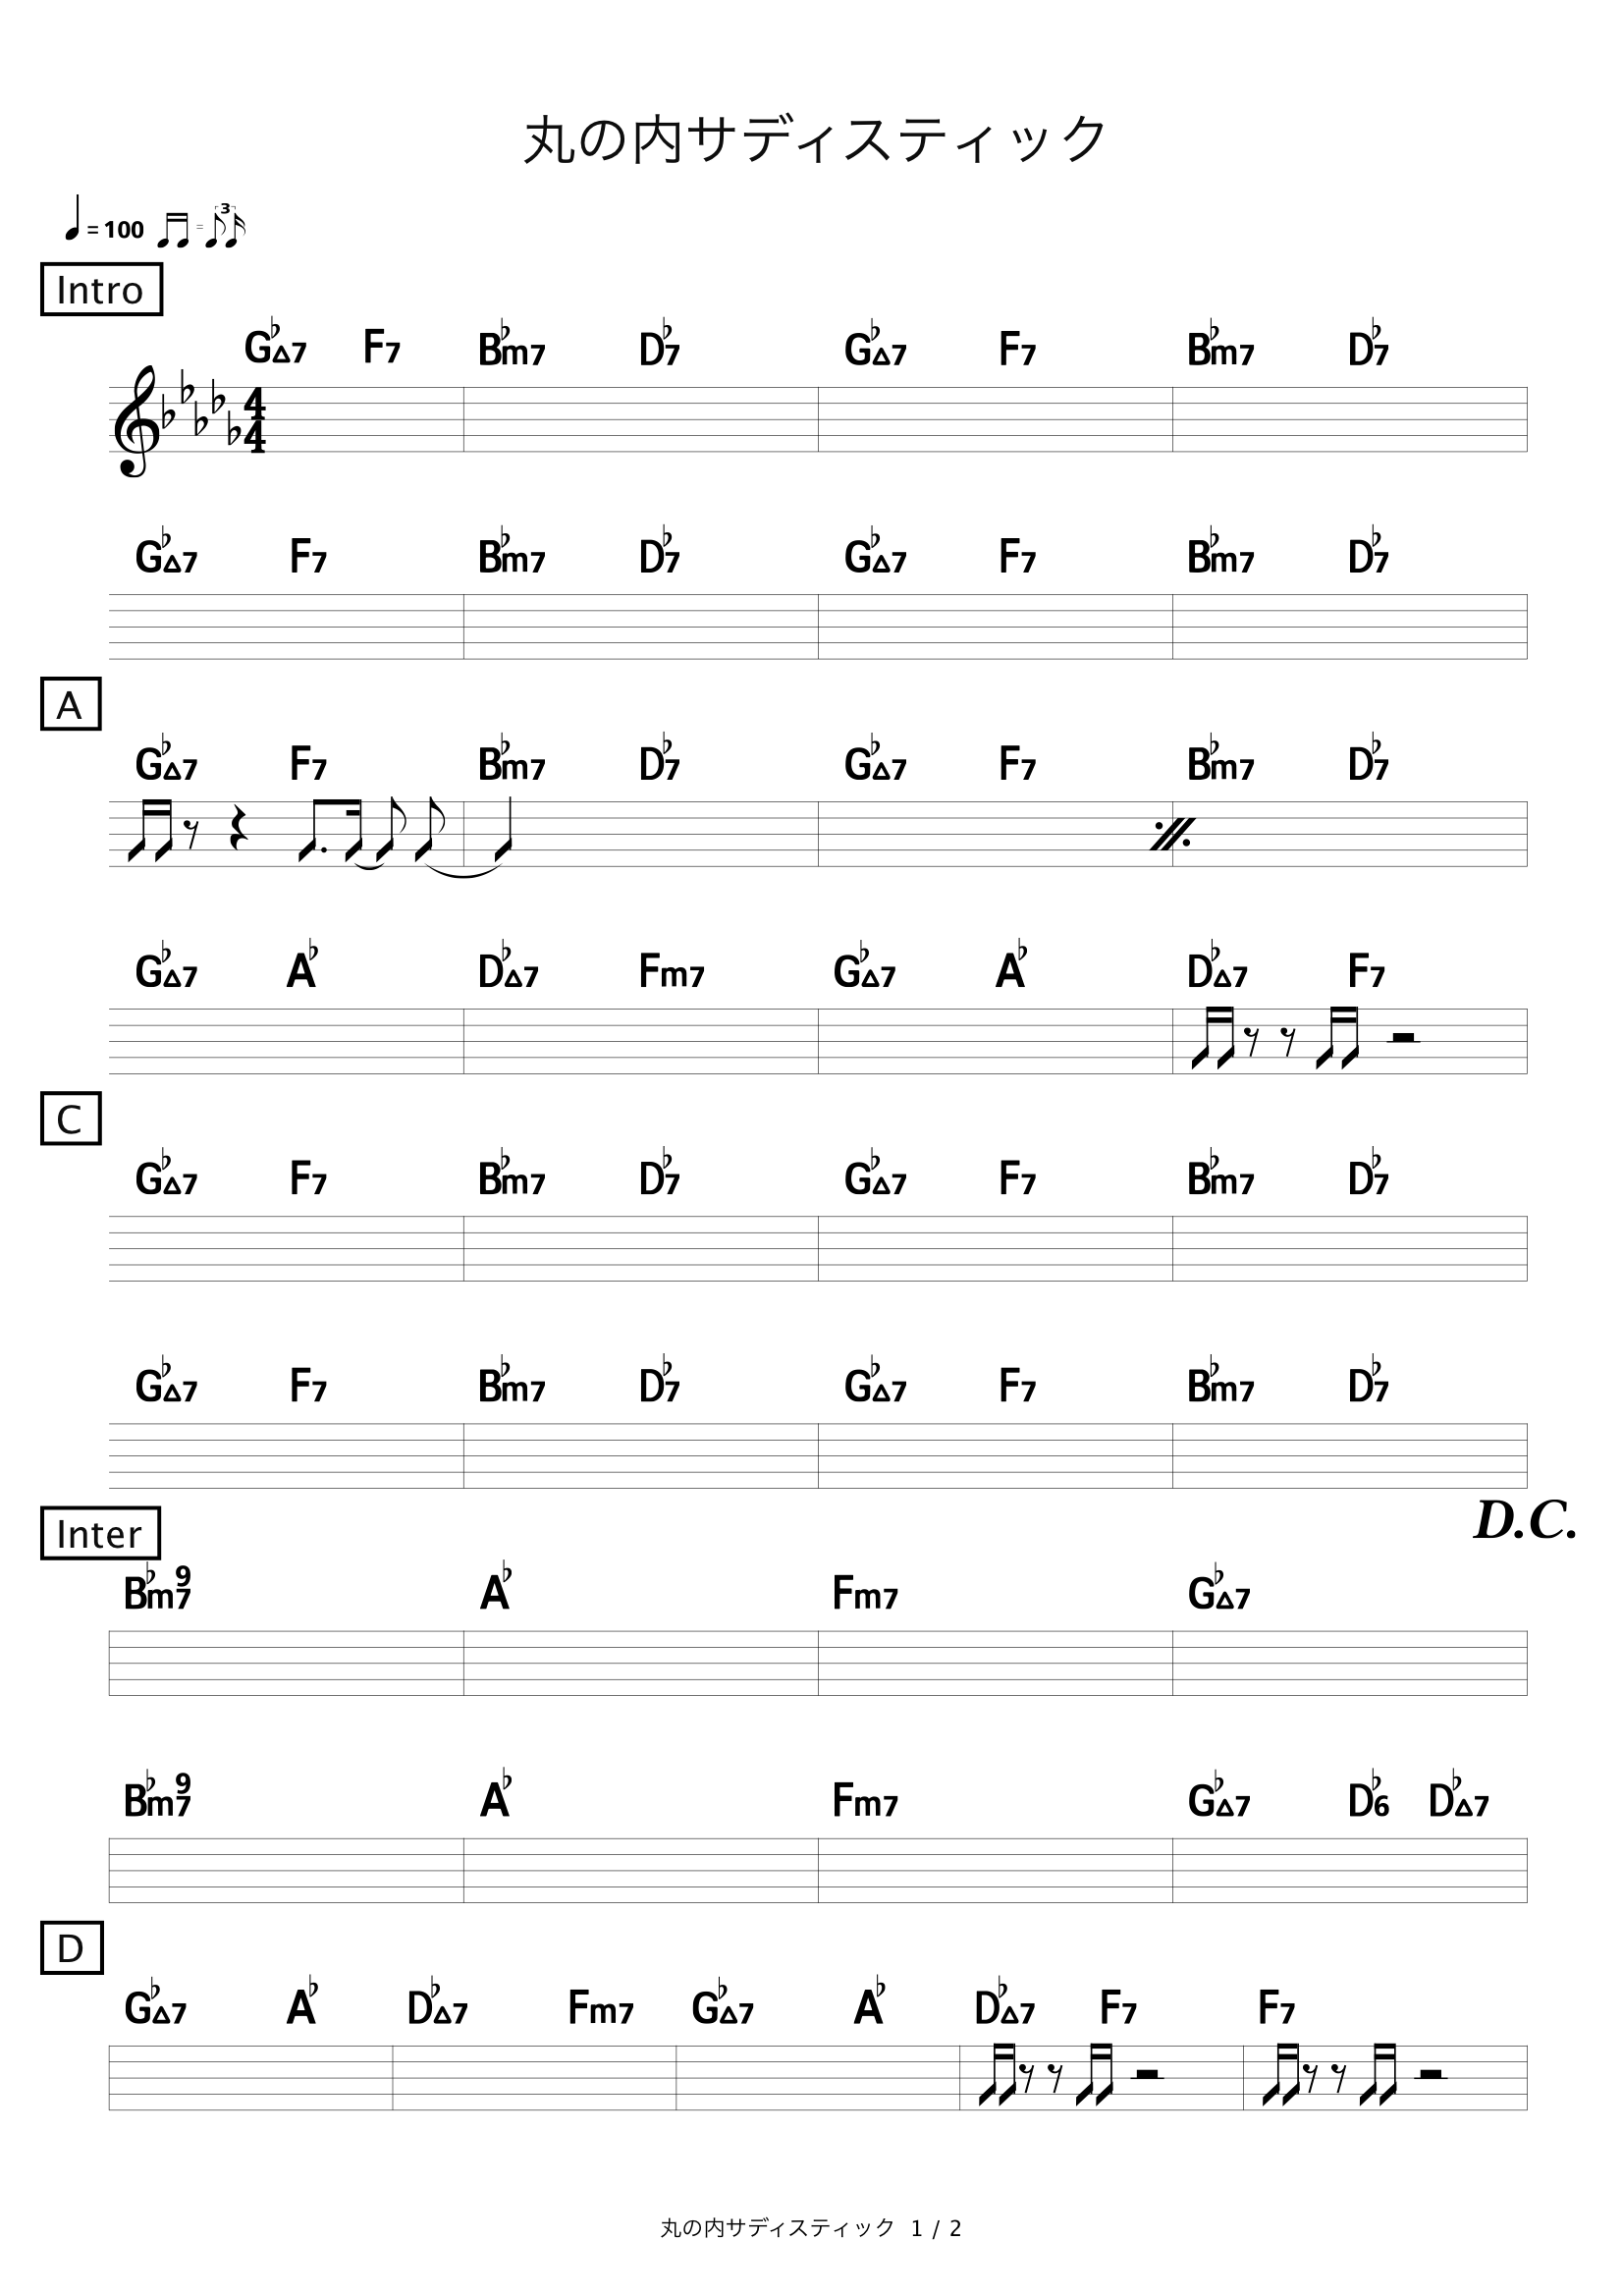 丸の内サディスティック
♩=100 3
Intro
G♭△7 F7 B♭m7 D♭7 G♭△7 F7 B♭m7 D♭7
4
4
G♭△7 F7 B♭m7 D♭7 G♭△7 F7 B♭m7 D♭7
A
G♭△7 F7 B♭m7 D♭7 G♭△7 F7 B♭m7 D♭7
G♭△7 A♭ D♭△7 Fm7 G♭△7 A♭ D♭△7 F7
C
G♭△7 F7 B♭m7 D♭7 G♭△7 F7 B♭m7 D♭7
G♭△7 F7 B♭m7 D♭7 G♭△7 F7 B♭m7 D♭7
D.C.
Inter
B♭m7 9 A♭ Fm7 G♭△7
B♭m7 9 A♭ Fm7 G♭△7 D♭6 D♭△7
D
G♭△7 A♭ D♭△7 Fm7 G♭△7 A♭ D♭△7 F7 F7
丸の内サディスティック 1 / 2